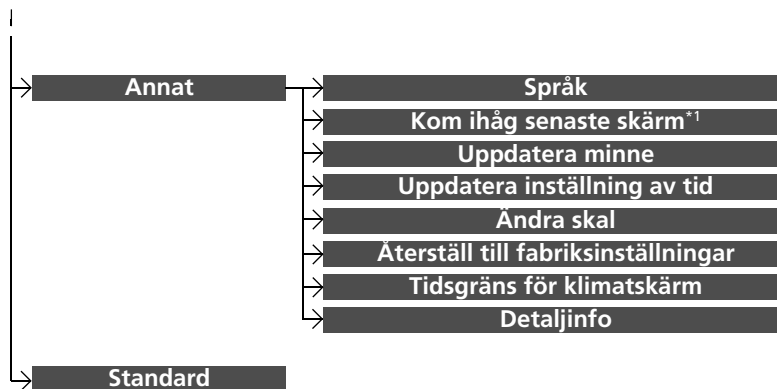 Annat
Språk
Kom ihåg senaste skärm*1
Uppdatera minne
Uppdatera inställning av tid
Ändra skal
Återställ till fabriksinställningar
Tidsgräns för klimatskärm
Detaljinfo
Standard